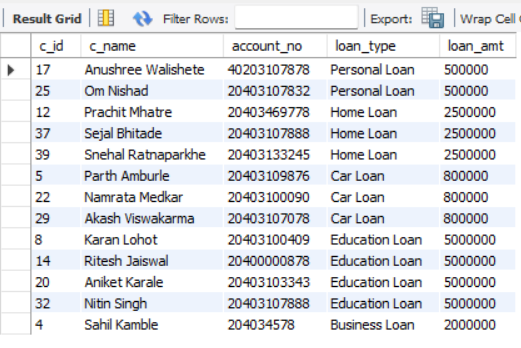 Result Grid Filter Rows: Export: Wrap Cell
c_id c_name account_no loan_type loan_amt
17 Anushree Walishete 40203107878 Personal Loan 500000
25 Om Nishad 20403107832 Personal Loan 500000
12 Prachit Mhatre 20403469778 Home Loan 2500000
37 Sejal Bhitade 20403107888 Home Loan 2500000
39 Snehal Ratnaparkhe 20403133245 Home Loan 2500000
5 Parth Amburle 20403109876 Car Loan 800000
22 Namrata Medkar 20403100090 Car Loan 800000
29 Akash Viswakarma 20403107078 Car Loan 800000
8 Karan Lohot 20403100409 Education Loan 5000000
14 Ritesh Jaiswal 20400000878 Education Loan 5000000
20 Aniket Karale 20403103343 Education Loan 5000000
32 Nitin Singh 20403107888 Education Loan 5000000
4 Sahil Kamble 204034578 Business Loan 2000000